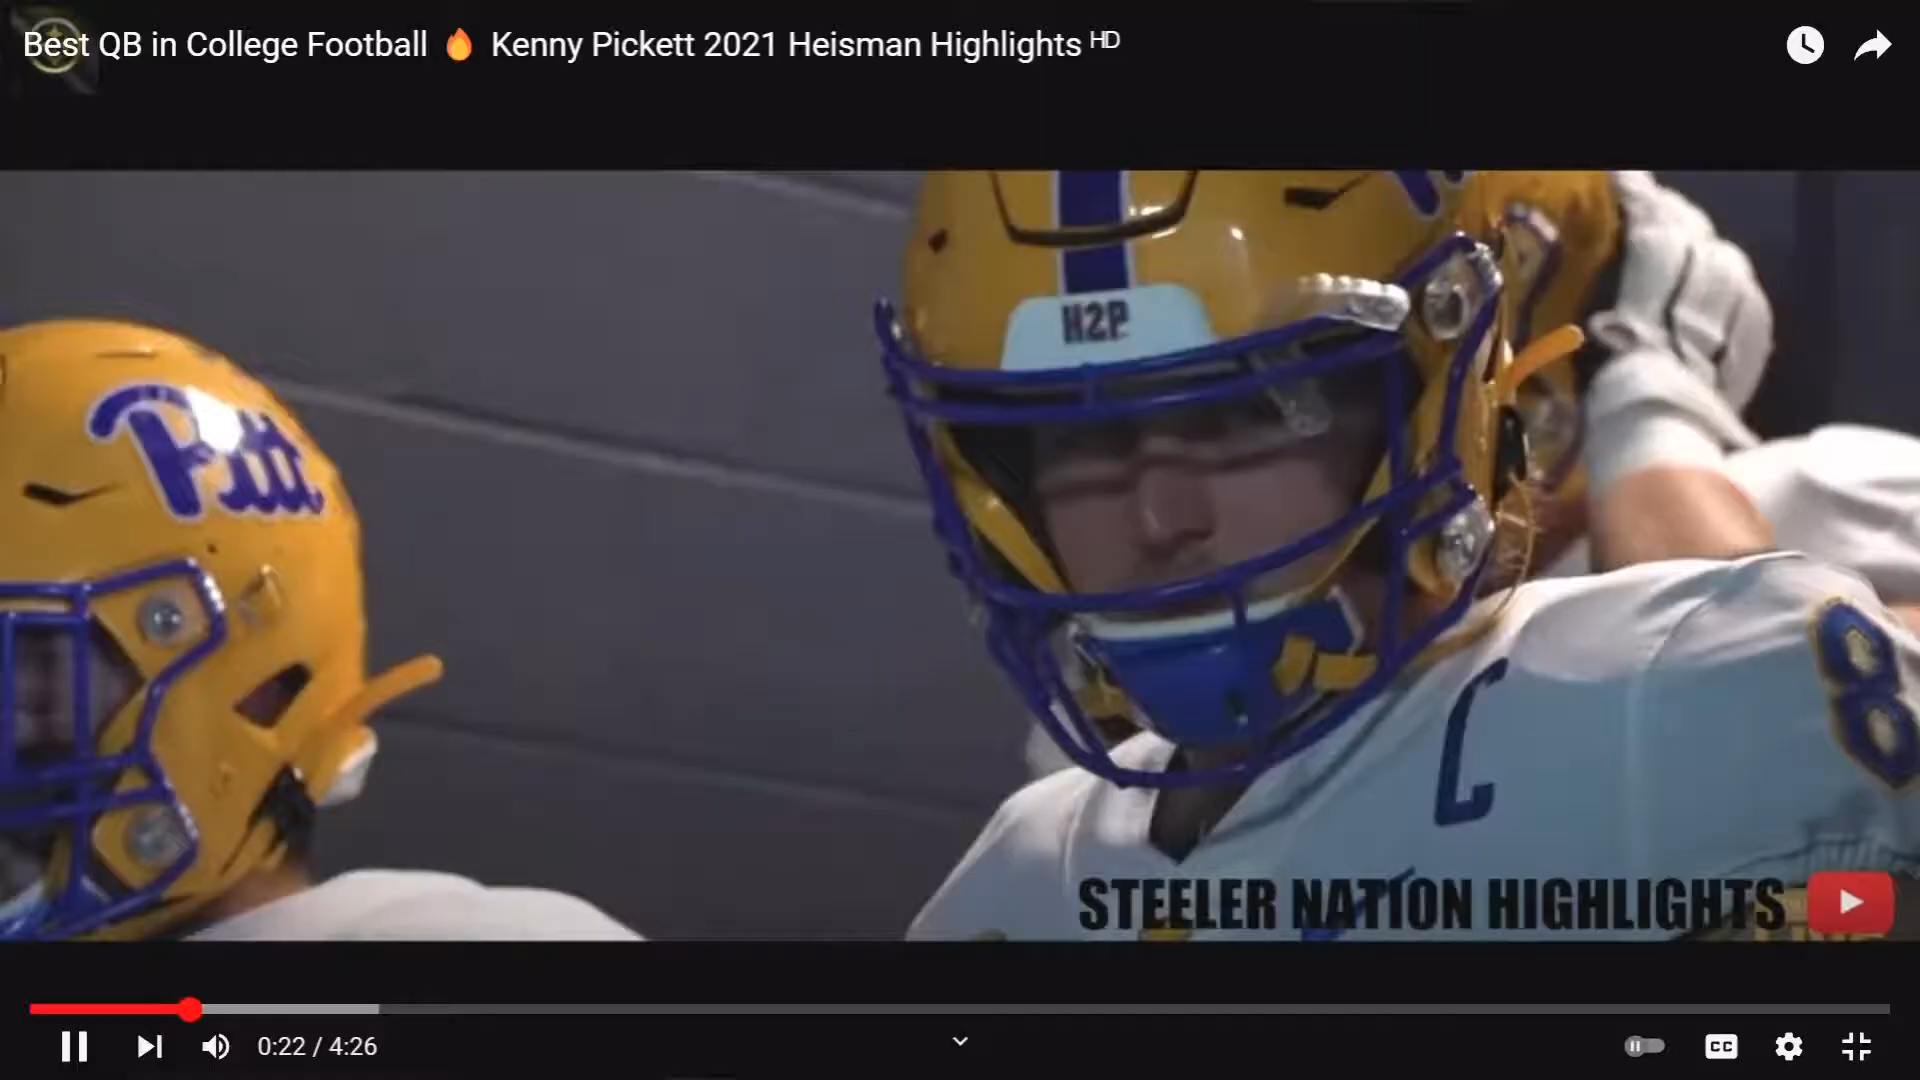 Best QB in College Football 🔥 Kenny Pickett 2021 Heisman Highlights ᴴᴰ
H2P
Pitt
C
8
STEELER NATION HIGHLIGHTS
0:22 / 4:26
CC